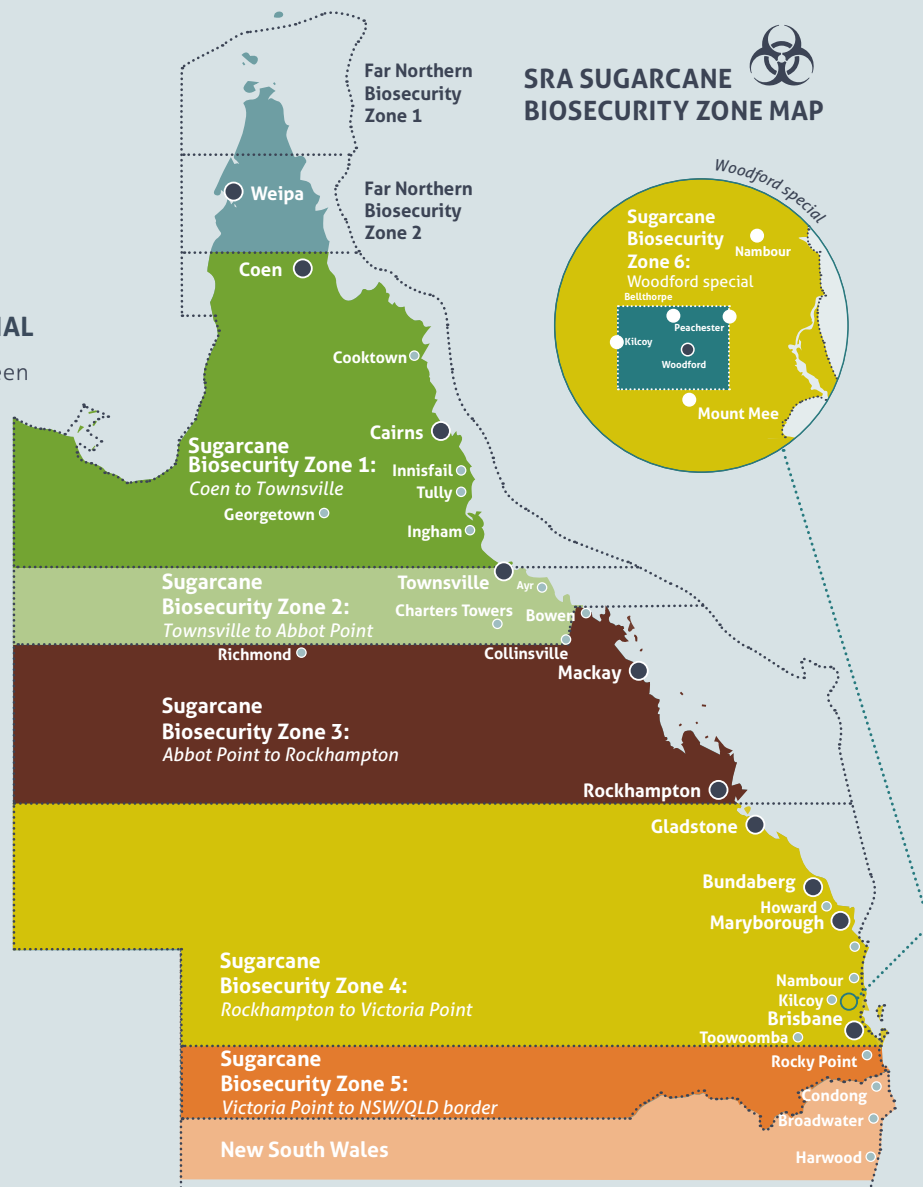 SRA SUGARCANE
BIOSECURITY ZONE MAP
Far Northern
Biosecurity
Zone 1
Far Northern
Biosecurity
Zone 2
Weipa
Coen
Woodford special
Sugarcane
Biosecurity
Zone 6:
Woodford special
Nambour
Bellthorpe
Peachester
Kilcoy
Woodford
Mount Mee
IAL
een
Cooktown
Cairns
Sugarcane
Biosecurity Zone 1:
Coen to Townsville
Innisfail
Tully
Georgetown
Ingham
Sugarcane
Biosecurity Zone 2:
Townsville to Abbot Point
Townsville
Ayr
Charters Towers
Bowen
Collinsville
Richmond
Mackay
Sugarcane
Biosecurity Zone 3:
Abbot Point to Rockhampton
Rockhampton
Gladstone
Bundaberg
Howard
Maryborough
Sugarcane
Biosecurity Zone 4:
Rockhampton to Victoria Point
Nambour
Kilcoy
Brisbane
Toowoomba
Sugarcane
Biosecurity Zone 5:
Victoria Point to NSW/QLD border
Rocky Point
Condong
Broadwater
New South Wales
Harwood